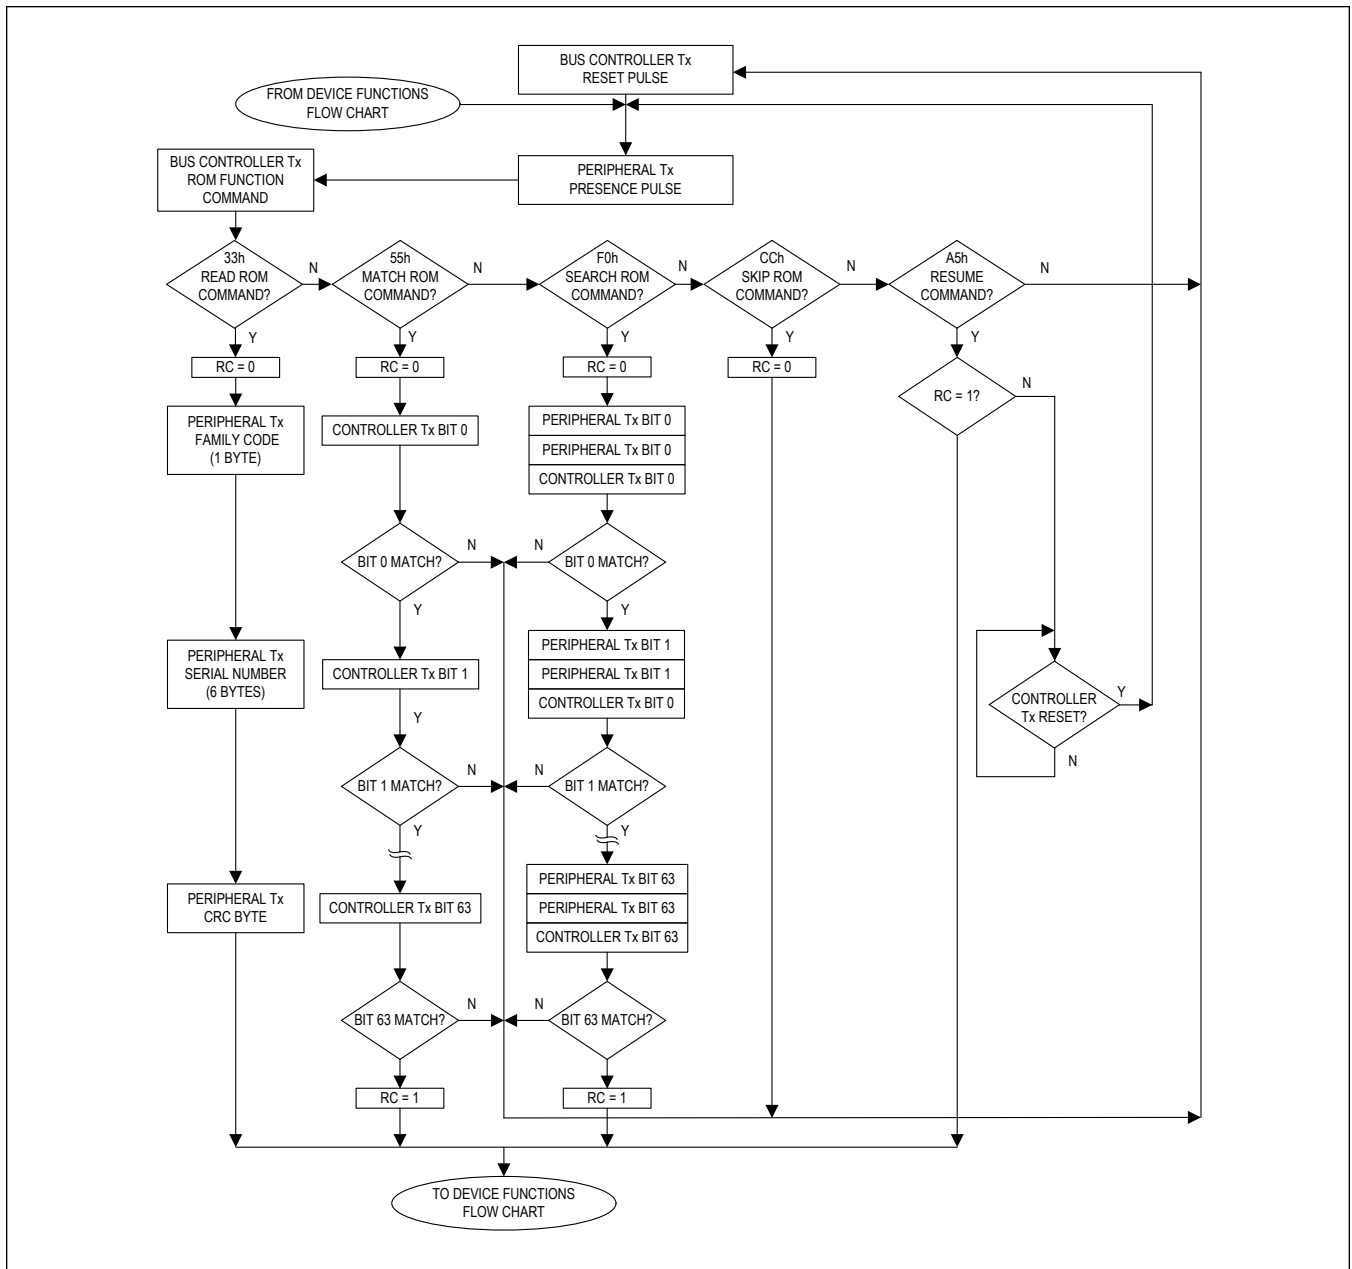 BUS CONTROLLER Tx
RESET PULSE
FROM DEVICE FUNCTIONS
FLOW CHART
BUS CONTROLLER Tx
ROM FUNCTION
COMMAND
PERIPHERAL Tx
PRESENCE PULSE
33h
READ ROM
COMMAND?
N
Y
55h
MATCH ROM
COMMAND?
N
Y
F0h
SEARCH ROM
COMMAND?
N
Y
CCh
SKIP ROM
COMMAND?
N
Y
A5h
RESUME
COMMAND?
N
Y
RC = 0
RC = 0
RC = 0
RC = 0
RC = 1?
N
PERIPHERAL Tx
FAMILY CODE
(1 BYTE)
CONTROLLER Tx BIT 0
PERIPHERAL Tx BIT 0
PERIPHERAL Tx BIT 0
CONTROLLER Tx BIT 0
BIT 0 MATCH?
N
Y
N
BIT 0 MATCH?
Y
PERIPHERAL Tx
SERIAL NUMBER
(6 BYTES)
CONTROLLER Tx BIT 1
Y
PERIPHERAL Tx BIT 1
PERIPHERAL Tx BIT 1
CONTROLLER Tx BIT 0
CONTROLLER
Tx RESET?
Y
N
BIT 1 MATCH?
N
Y
N
BIT 1 MATCH?
Y
PERIPHERAL Tx
CRC BYTE
CONTROLLER Tx BIT 63
PERIPHERAL Tx BIT 63
PERIPHERAL Tx BIT 63
CONTROLLER Tx BIT 63
BIT 63 MATCH?
N
N
BIT 63 MATCH?
RC = 1
RC = 1
TO DEVICE FUNCTIONS
FLOW CHART